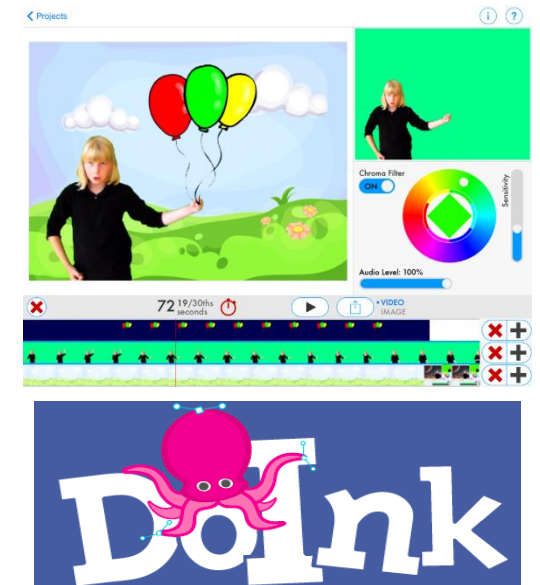 Projects
i ?
Chroma Filter
ON
Sensitivity
Audio Level: 100%
72 19/30ths
seconds
• VIDEO
IMAGE
DoInk